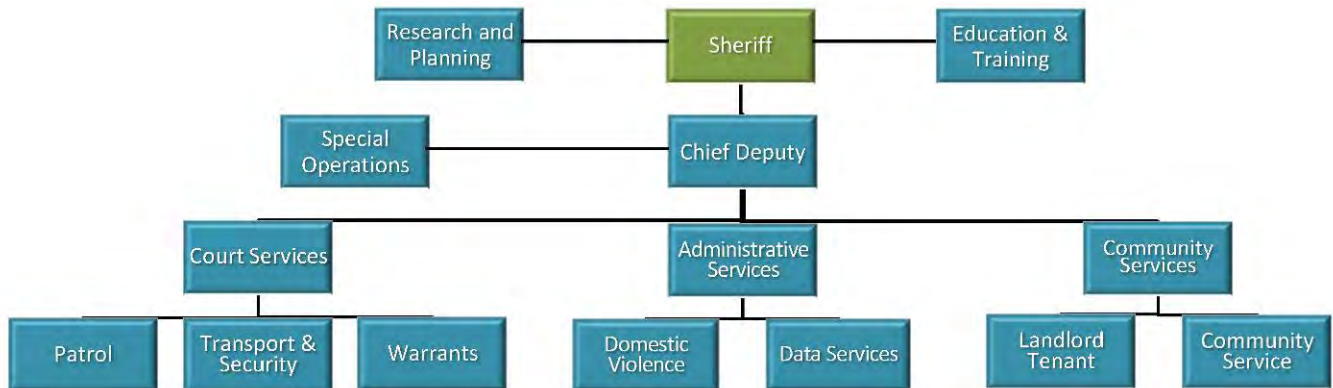 Research and
Planning
Sheriff
Education &
Training
Special
Operations
Chief Deputy
Court Services
Administrative
Services
Community
Services
Patrol
Transport &
Security
Warrants
Domestic
Violence
Data Services
Landlord
Tenant
Community
Service